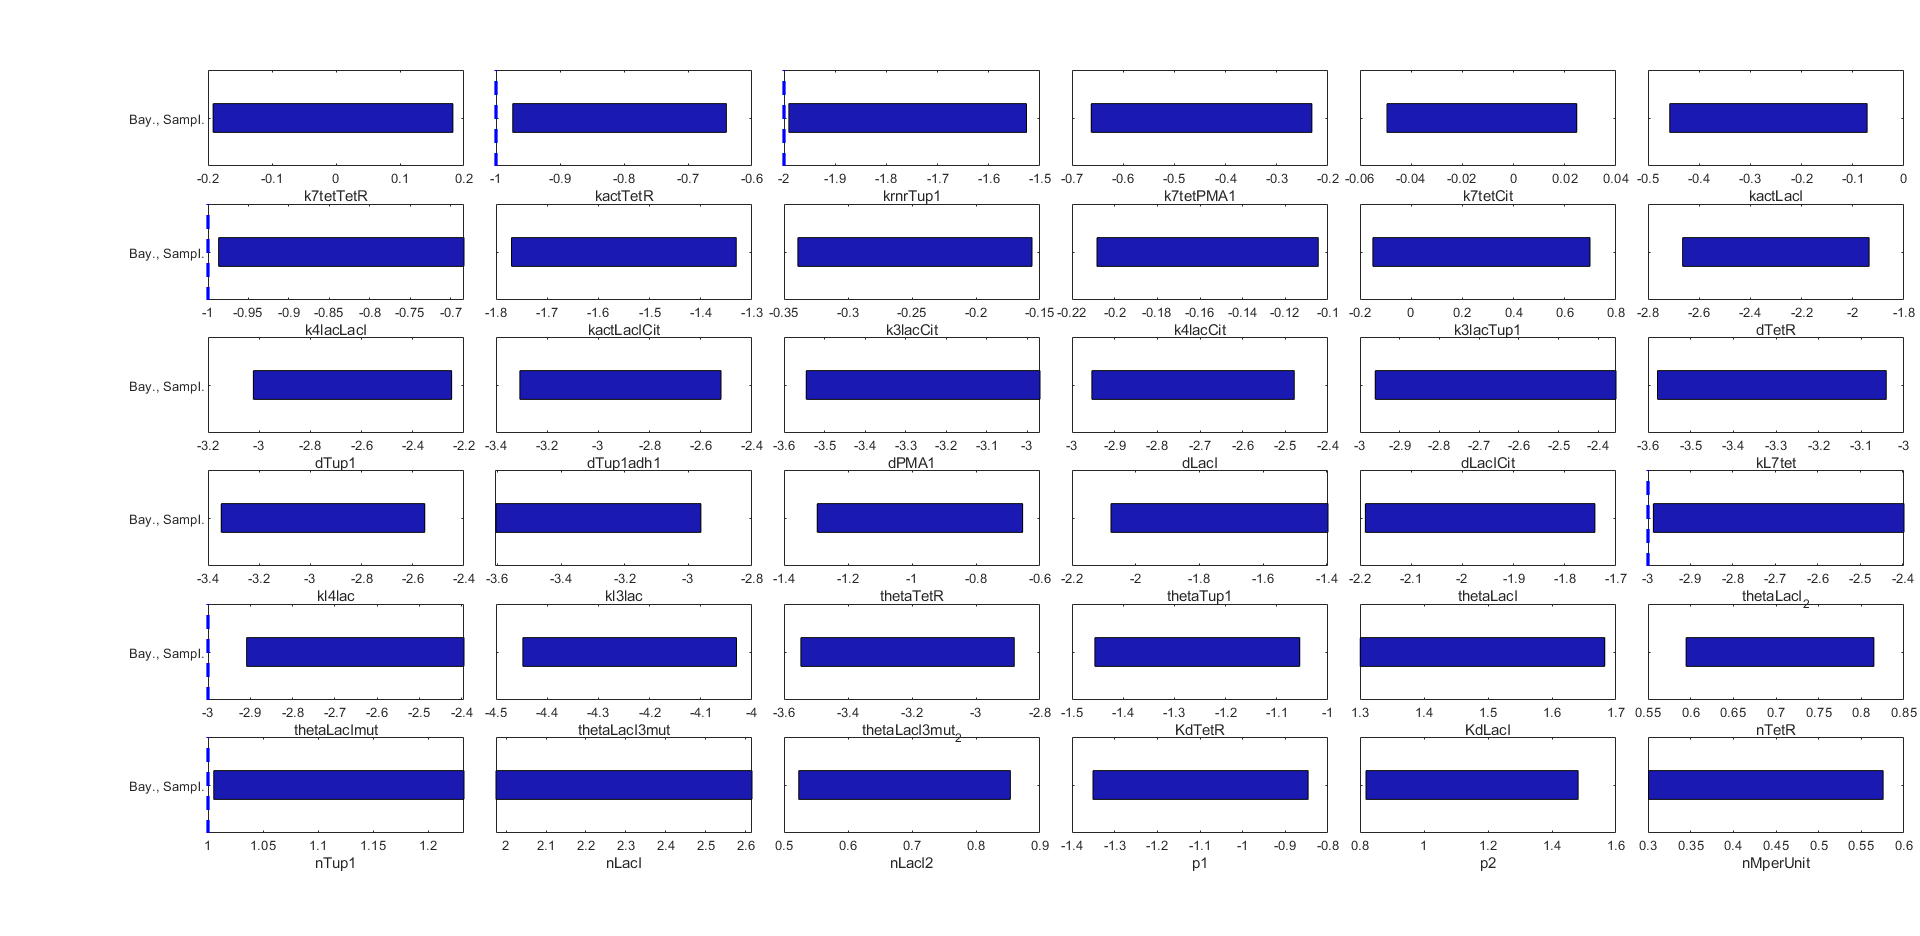 Bay., Sampl.
-0.2 -0.1 0 0.1 0.2 -1 -0.9 -0.8 -0.7 -0.6 -2 -1.9 -1.8 -1.7 -1.6 -1.5 -0.7 -0.6 -0.5 -0.4 -0.3 -0.2 -0.06 -0.04 -0.02 0 0.02 0.04 -0.5 -0.4 -0.3 -0.2 -0.1 0
k7tetTetR kactTetR krnrTup1 k7tetPMA1 k7tetCit kactLacI
Bay., Sampl.
-1 -0.95 -0.9 -0.85 -0.8 -0.75 -0.7 -1.8 -1.7 -1.6 -1.5 -1.4 -1.3 -0.35 -0.3 -0.25 -0.2 -0.15 -0.22 -0.2 -0.18 -0.16 -0.14 -0.12 -0.1 -0.2 0 0.2 0.4 0.6 0.8 -2.8 -2.6 -2.4 -2.2 -2 -1.8
k4lacLacI kactLacICit k3lacCit k4lacCit k3lacTup1 dTetR
Bay., Sampl.
-3.2 -3 -2.8 -2.6 -2.4 -2.2 -3.4 -3.2 -3 -2.8 -2.6 -2.4 -3.6 -3.5 -3.4 -3.3 -3.2 -3.1 -3 -3 -2.9 -2.8 -2.7 -2.6 -2.5 -2.4 -3 -2.9 -2.8 -2.7 -2.6 -2.5 -2.4 -3.6 -3.5 -3.4 -3.3 -3.2 -3.1 -3
dTup1 dTup1adh1 dPMA1 dLacI dLacICit kL7tet
Bay., Sampl.
-3.4 -3.2 -3 -2.8 -2.6 -2.4 -3.6 -3.4 -3.2 -3 -2.8 -1.4 -1.2 -1 -0.8 -0.6 -2.2 -2 -1.8 -1.6 -1.4 -2.2 -2.1 -2 -1.9 -1.8 -1.7 -3 -2.9 -2.8 -2.7 -2.6 -2.5 -2.4
kl4lac kl3lac thetaTetR thetaTup1 thetaLacI thetaLacI2
Bay., Sampl.
-3 -2.9 -2.8 -2.7 -2.6 -2.5 -2.4 -4.5 -4.4 -4.3 -4.2 -4.1 -4 -3.6 -3.4 -3.2 -3 -2.8 -1.5 -1.4 -1.3 -1.2 -1.1 -1 1.3 1.4 1.5 1.6 1.7 0.55 0.6 0.65 0.7 0.75 0.8 0.85
thetaLacImut thetaLacI3mut thetaLacI3mut2 KdTetR KdLacI nTetR
Bay., Sampl.
1 1.05 1.1 1.15 1.2 2 2.1 2.2 2.3 2.4 2.5 2.6 0.5 0.6 0.7 0.8 0.9 -1.4 -1.3 -1.2 -1.1 -1 -0.9 -0.8 0.8 1 1.2 1.4 1.6 0.3 0.35 0.4 0.45 0.5 0.55 0.6
nTup1 nLacI nLacI2 p1 p2 nMperUnit